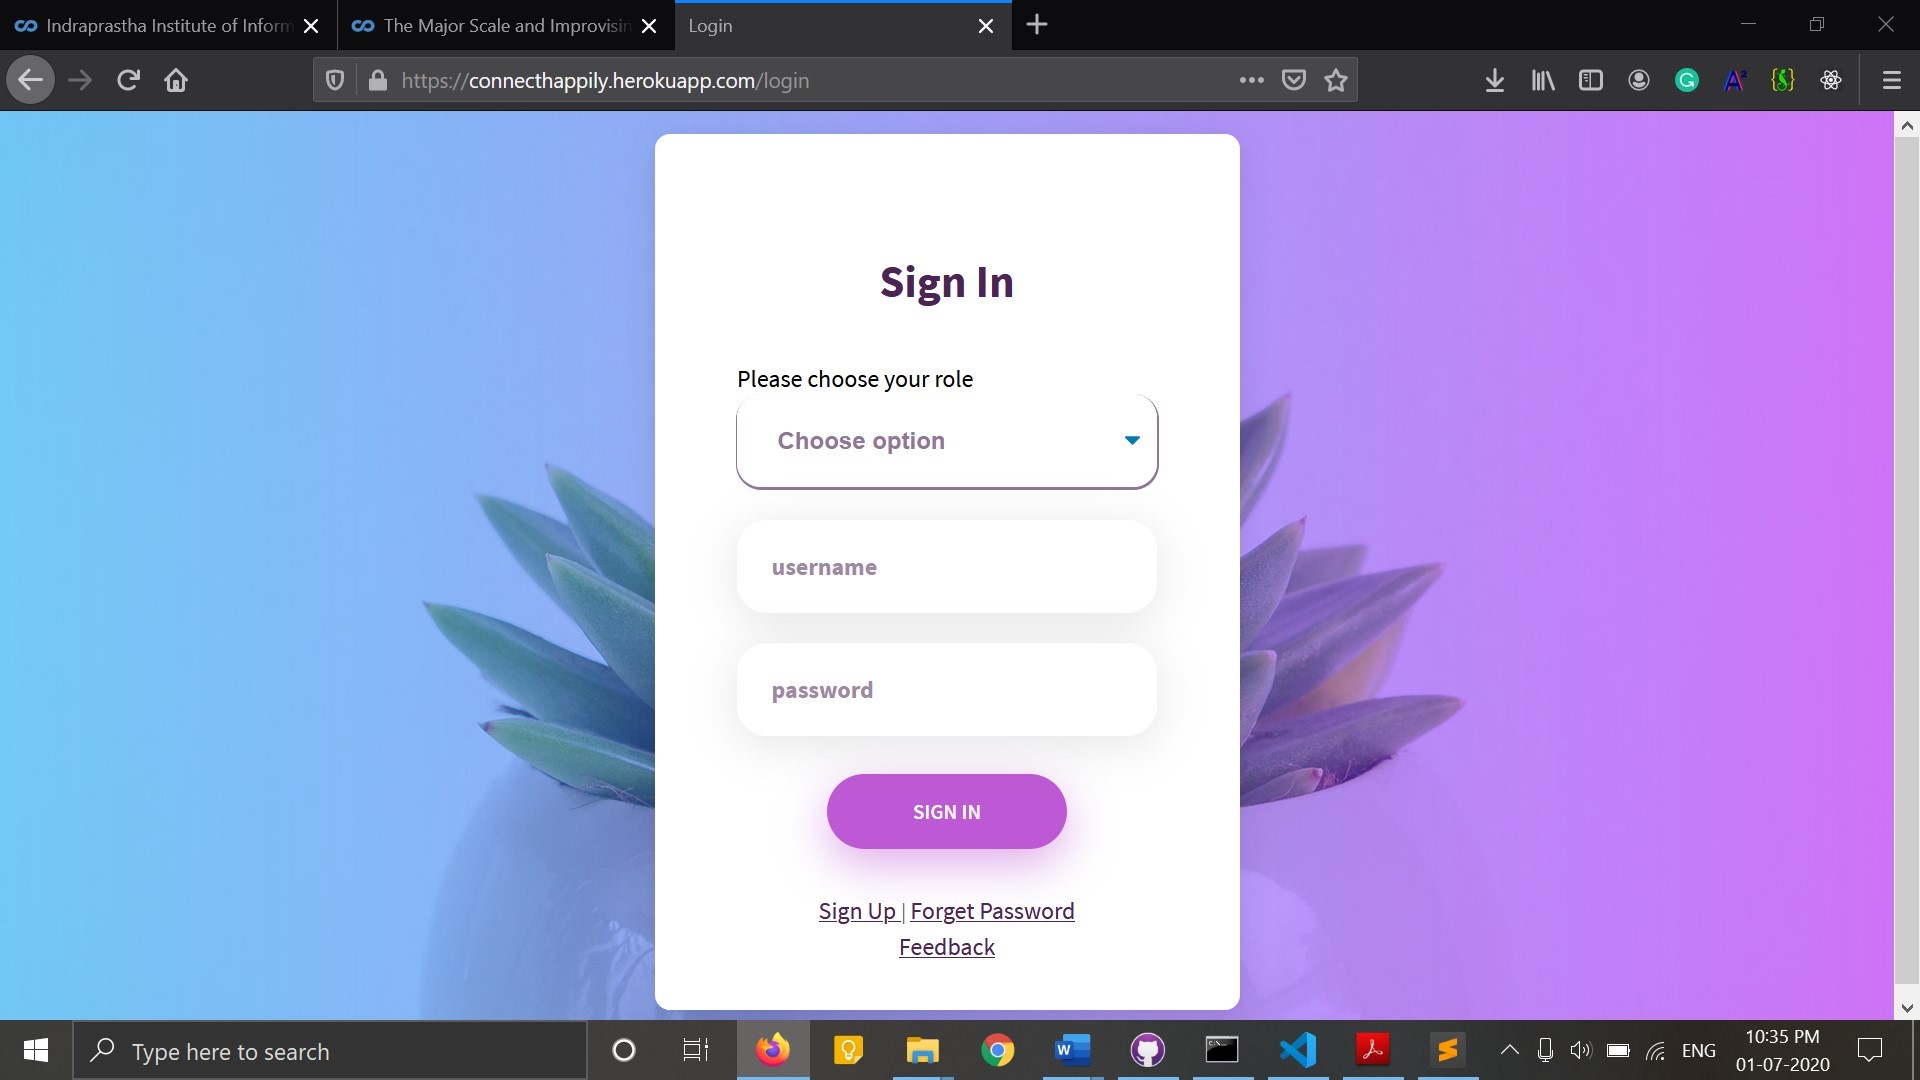 Indraprastha Institute of Inform
The Major Scale and Improvisin
Login
https://connecthappily.herokuapp.com/login
Sign In
Please choose your role
Choose option
username
password
SIGN IN
Sign Up | Forget Password
Feedback
Type here to search
ENG
10:35 PM
01-07-2020